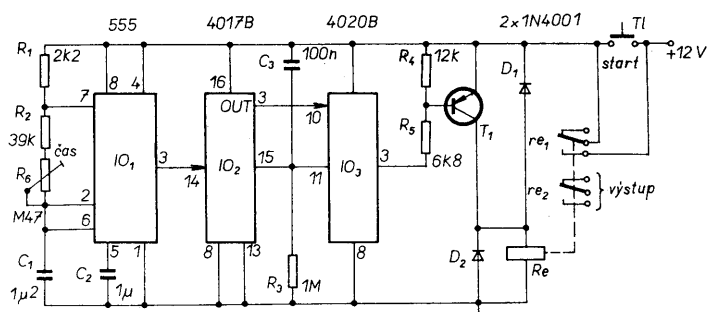 555 4017B 4020B 2×1N4001
R1 2k2
C3 100n
R4 12k
Tl
start
+12 V
D1
8 4
16
OUT 3
10
7
R2
39k
čas
R6
M47
IO1
3
14
IO2
15
11
IO3
3
R5
6k8
T1
re1
re2
výstup
2
6
5 1
8 13
8
C1
1μ2
C2
1μ
R3 1M
D2
Re